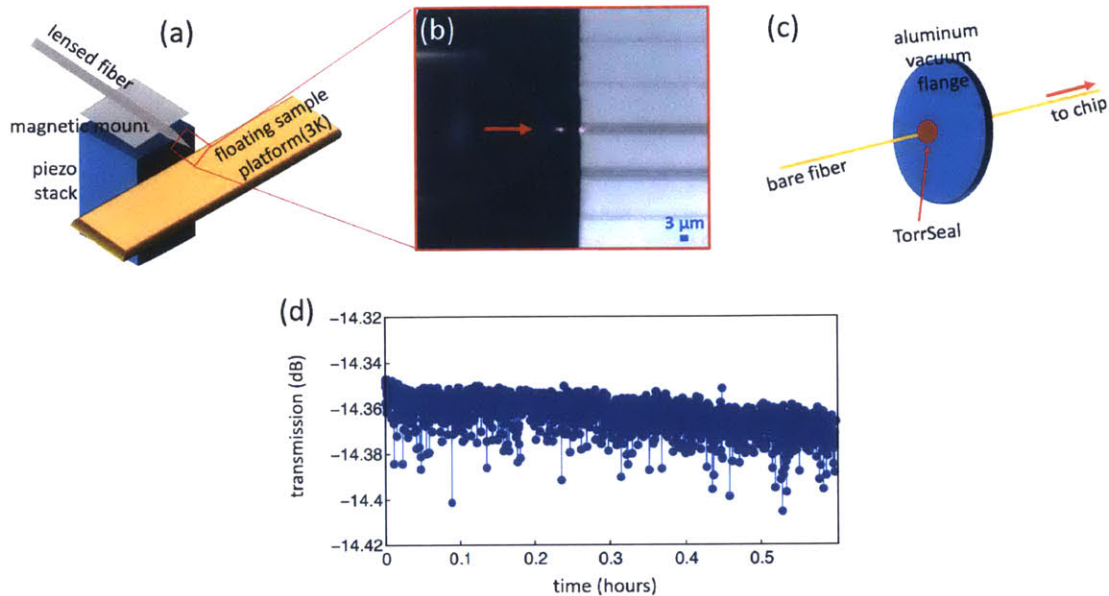 (a)
lensed fiber
magnetic mount
piezo
stack
floating sample
platform(3K)
(b)
3 μm
(c)
aluminum
vacuum
flange
to chip
bare fiber
TorrSeal
(d)
transmission (dB)
−14.32
−14.34
−14.36
−14.38
−14.4
−14.42
0
0.1
0.2
0.3
0.4
0.5
time (hours)